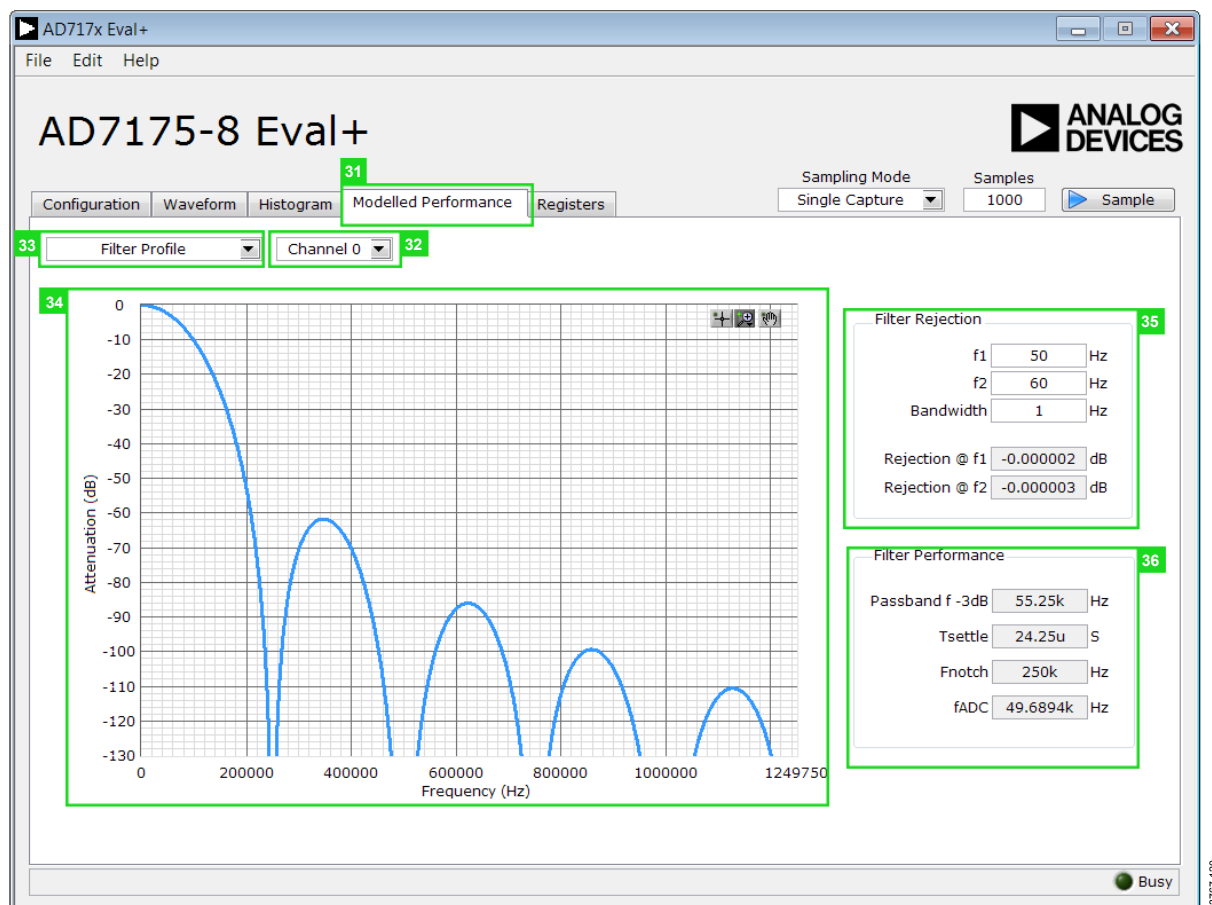 AD717x Eval+
File Edit Help
AD7175-8 Eval+
ANALOG
DEVICES
31
Sampling Mode
Samples
Configuration Waveform Histogram Modelled Performance Registers
Single Capture 1000 Sample
33 Filter Profile Channel 0 32
34
0
-10
-20
-30
-40
-50
-60
-70
-80
-90
-100
-110
-120
-130
Attenuation (dB)
0 200000 400000 600000 800000 1000000 1249750
Frequency (Hz)
Filter Rejection 35
f1 50 Hz
f2 60 Hz
Bandwidth 1 Hz
Rejection @ f1 -0.000002 dB
Rejection @ f2 -0.000003 dB
Filter Performance 36
Passband f -3dB 55.25k Hz
Tsettle 24.25u S
Fnotch 250k Hz
fADC 49.6894k Hz
Busy